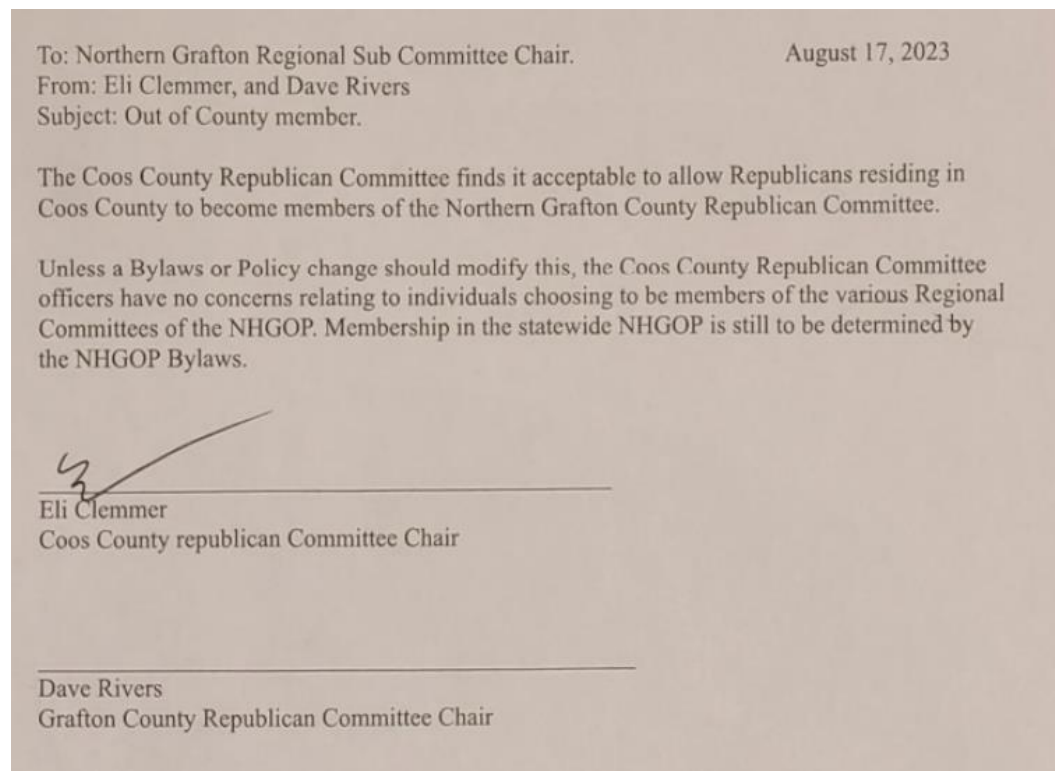 To: Northern Grafton Regional Sub Committee Chair. August 17, 2023
From: Eli Clemmer, and Dave Rivers
Subject: Out of County member.
The Coos County Republican Committee finds it acceptable to allow Republicans residing in
Coos County to become members of the Northern Grafton County Republican Committee.
Unless a Bylaws or Policy change should modify this, the Coos County Republican Committee
officers have no concerns relating to individuals choosing to be members of the various Regional
Committees of the NHGOP. Membership in the statewide NHGOP is still to be determined by
the NHGOP Bylaws.
Eli Clemmer
Coos County republican Committee Chair
Dave Rivers
Grafton County Republican Committee Chair